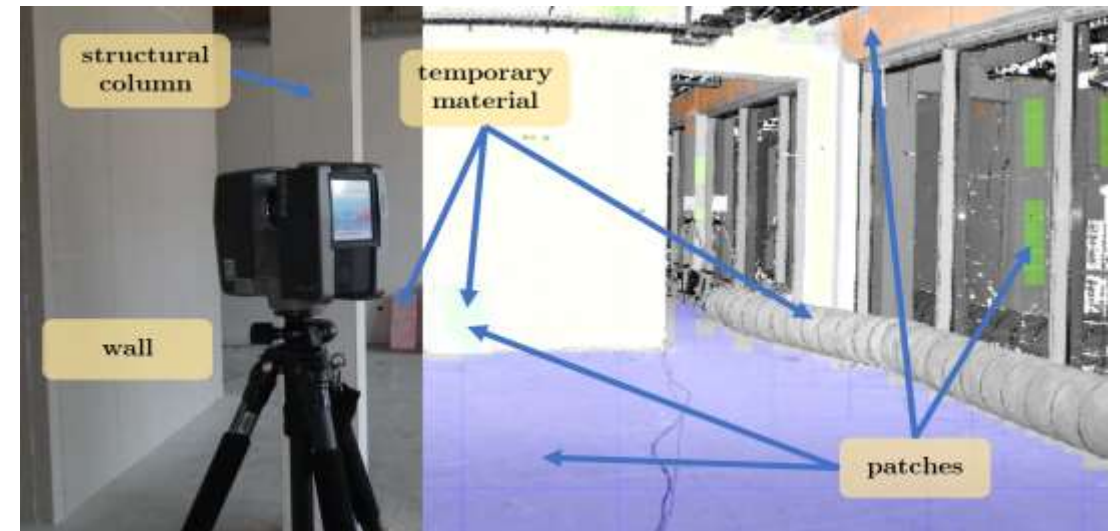 structural
column
temporary
material
wall
patches